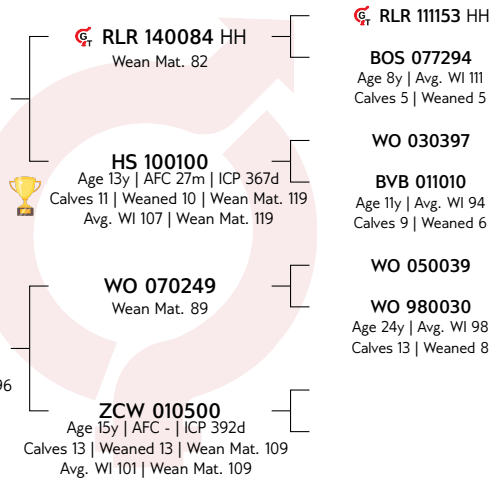 RLR 140084 HH
Wean Mat. 82
HS 100100
Age 13y | AFC 27m | ICP 367d
Calves 11 | Weaned 10 | Wean Mat. 119
Avg. WI 107 | Wean Mat. 119
WO 070249
Wean Mat. 89
96
ZCW 010500
Age 15y | AFC - | ICP 392d
Calves 13 | Weaned 13 | Wean Mat. 109
Avg. WI 101 | Wean Mat. 109
RLR 111153 HH
BOS 077294
Age 8y | Avg. WI 111
Calves 5 | Weaned 5
WO 030397
BVB 011010
Age 11y | Avg. WI 94
Calves 9 | Weaned 6
WO 050039
WO 980030
Age 24y | Avg. WI 98
Calves 13 | Weaned 8